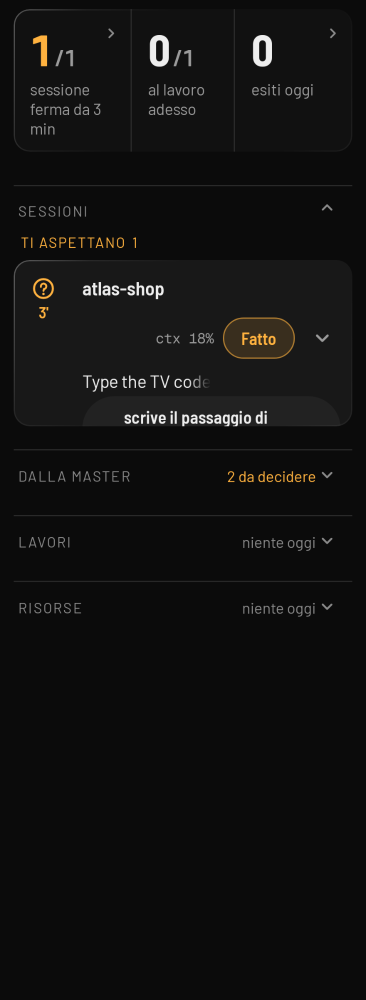 1/1
sessione
ferma da 3
min
0/1
al lavoro
adesso
0
esiti oggi
SESSIONI
TI ASPETTANO 1
atlas-shop
3'
ctx 18%
Fatto
Type the TV code
scrive il passaggio di
DALLA MASTER
2 da decidere
LAVORI
niente oggi
RISORSE
niente oggi